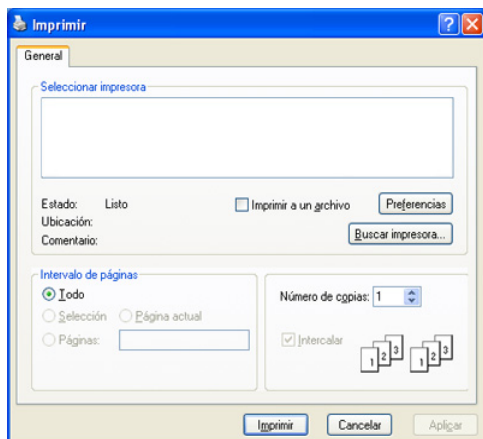 Imprimir
General
Seleccionar impresora
Estado: Listo
Imprimir a un archivo
Preferencias
Ubicación:
Comentario:
Buscar impresora...
Intervalo de páginas
Todo
Selección
Página actual
Páginas:
Número de copias: 1
Intercalar
1 2 3 1 2 3
Imprimir
Cancelar
Aplicar